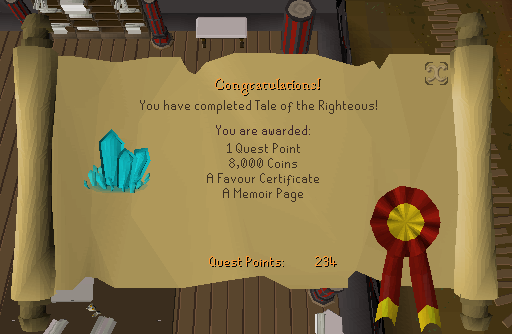 Congratulations!
You have completed Tale of the Righteous!
You are awarded:
1 Quest Point
8,000 Coins
A Favour Certificate
A Memoir Page
Quest Points: 234